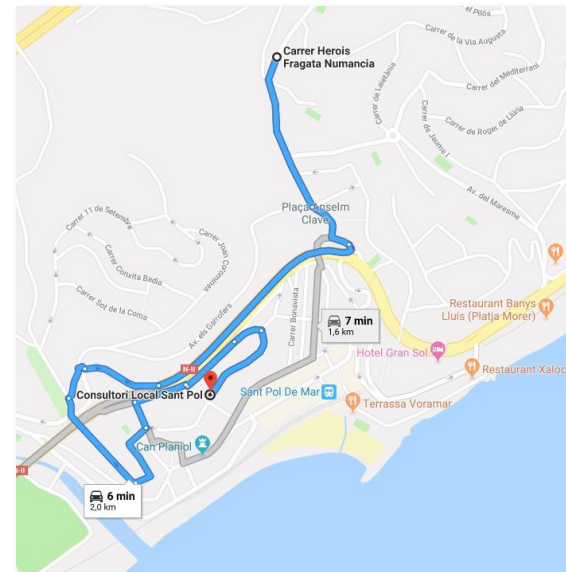 el Pilós
Carrer de la Via Augusta
Carrer Herois
Fragata Numancia
Carrer de Laietània
Carrer del Mediterrani
Carrer de Roger de Llúria
Carrer de Jaume I
Av. del Maresme
Plaça Anselm
Clavé
Carrer 11 de Setembre
Carrer Joan Coromines
Carrer Conxita Badia
Carrer Sor de la Coma
Av. els Garrofers
Carrer Bonavista
7 min
1,6 km
Restaurant Banys
Lluís (Platja Morer)
Hotel Gran Sol
Restaurant Xaloc
N-II
Consultori Local Sant Pol
Sant Pol De Mar
Terrassa Voramar
Can Planiol
N-II
6 min
2,0 km